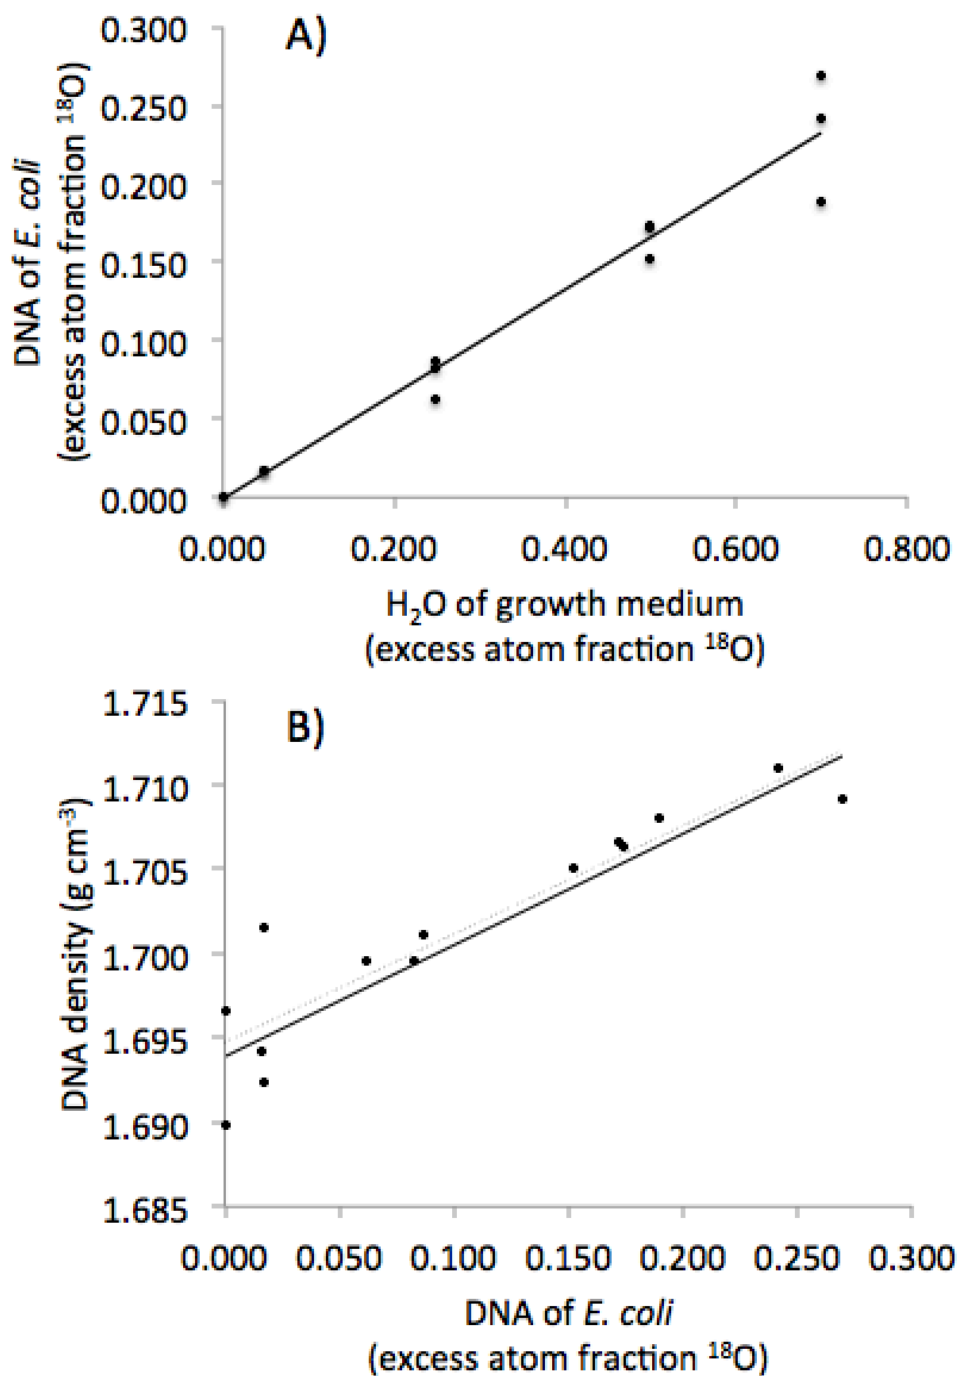 A)
DNA of E. coli
(excess atom fraction ¹⁸O)
0.300
0.250
0.200
0.150
0.100
0.050
0.000
0.000 0.200 0.400 0.600 0.800
H₂O of growth medium
(excess atom fraction ¹⁸O)
B)
DNA density (g cm⁻³)
1.715
1.710
1.705
1.700
1.695
1.690
1.685
0.000 0.050 0.100 0.150 0.200 0.250 0.300
DNA of E. coli
(excess atom fraction ¹⁸O)